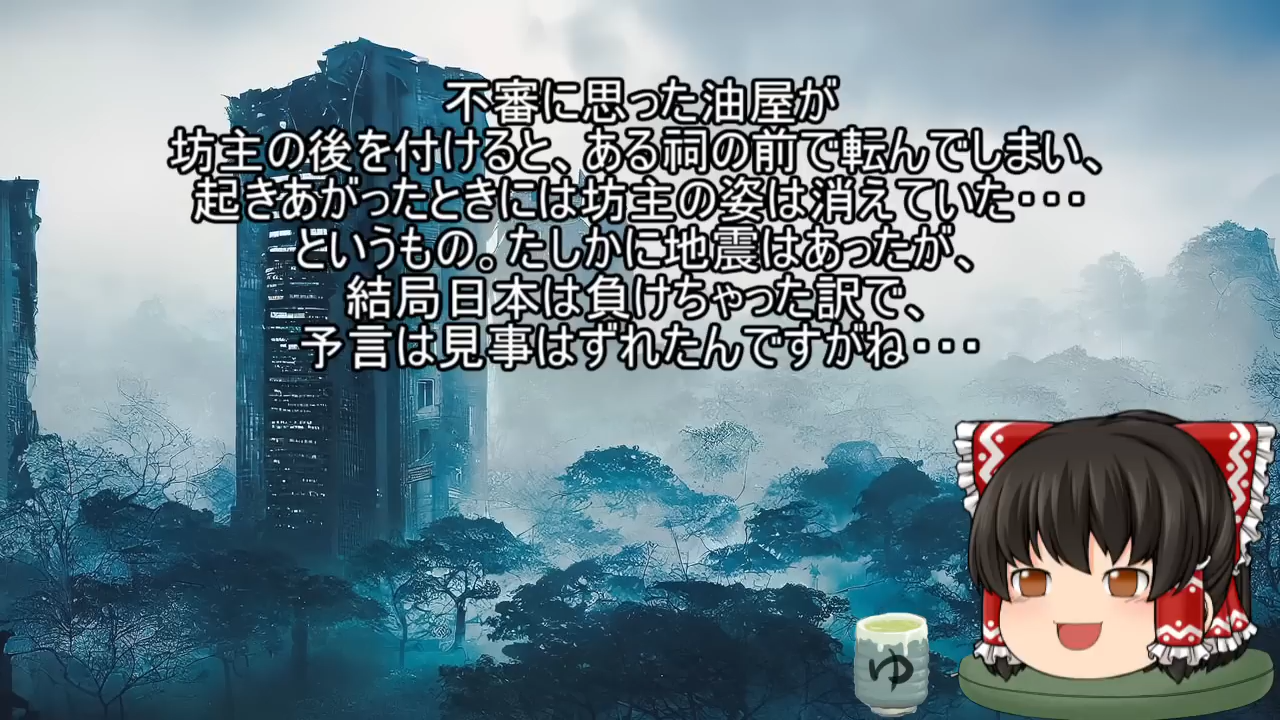 不審に思った油屋が
坊主の後を付けると、ある祠の前で転んでしまい、
起きあがったときには坊主の姿は消えていた・・・
というもの。たしかに地震はあったが、
結局日本は負けちゃった訳で、
予言は見事はずれたんですがね・・・
ゆ